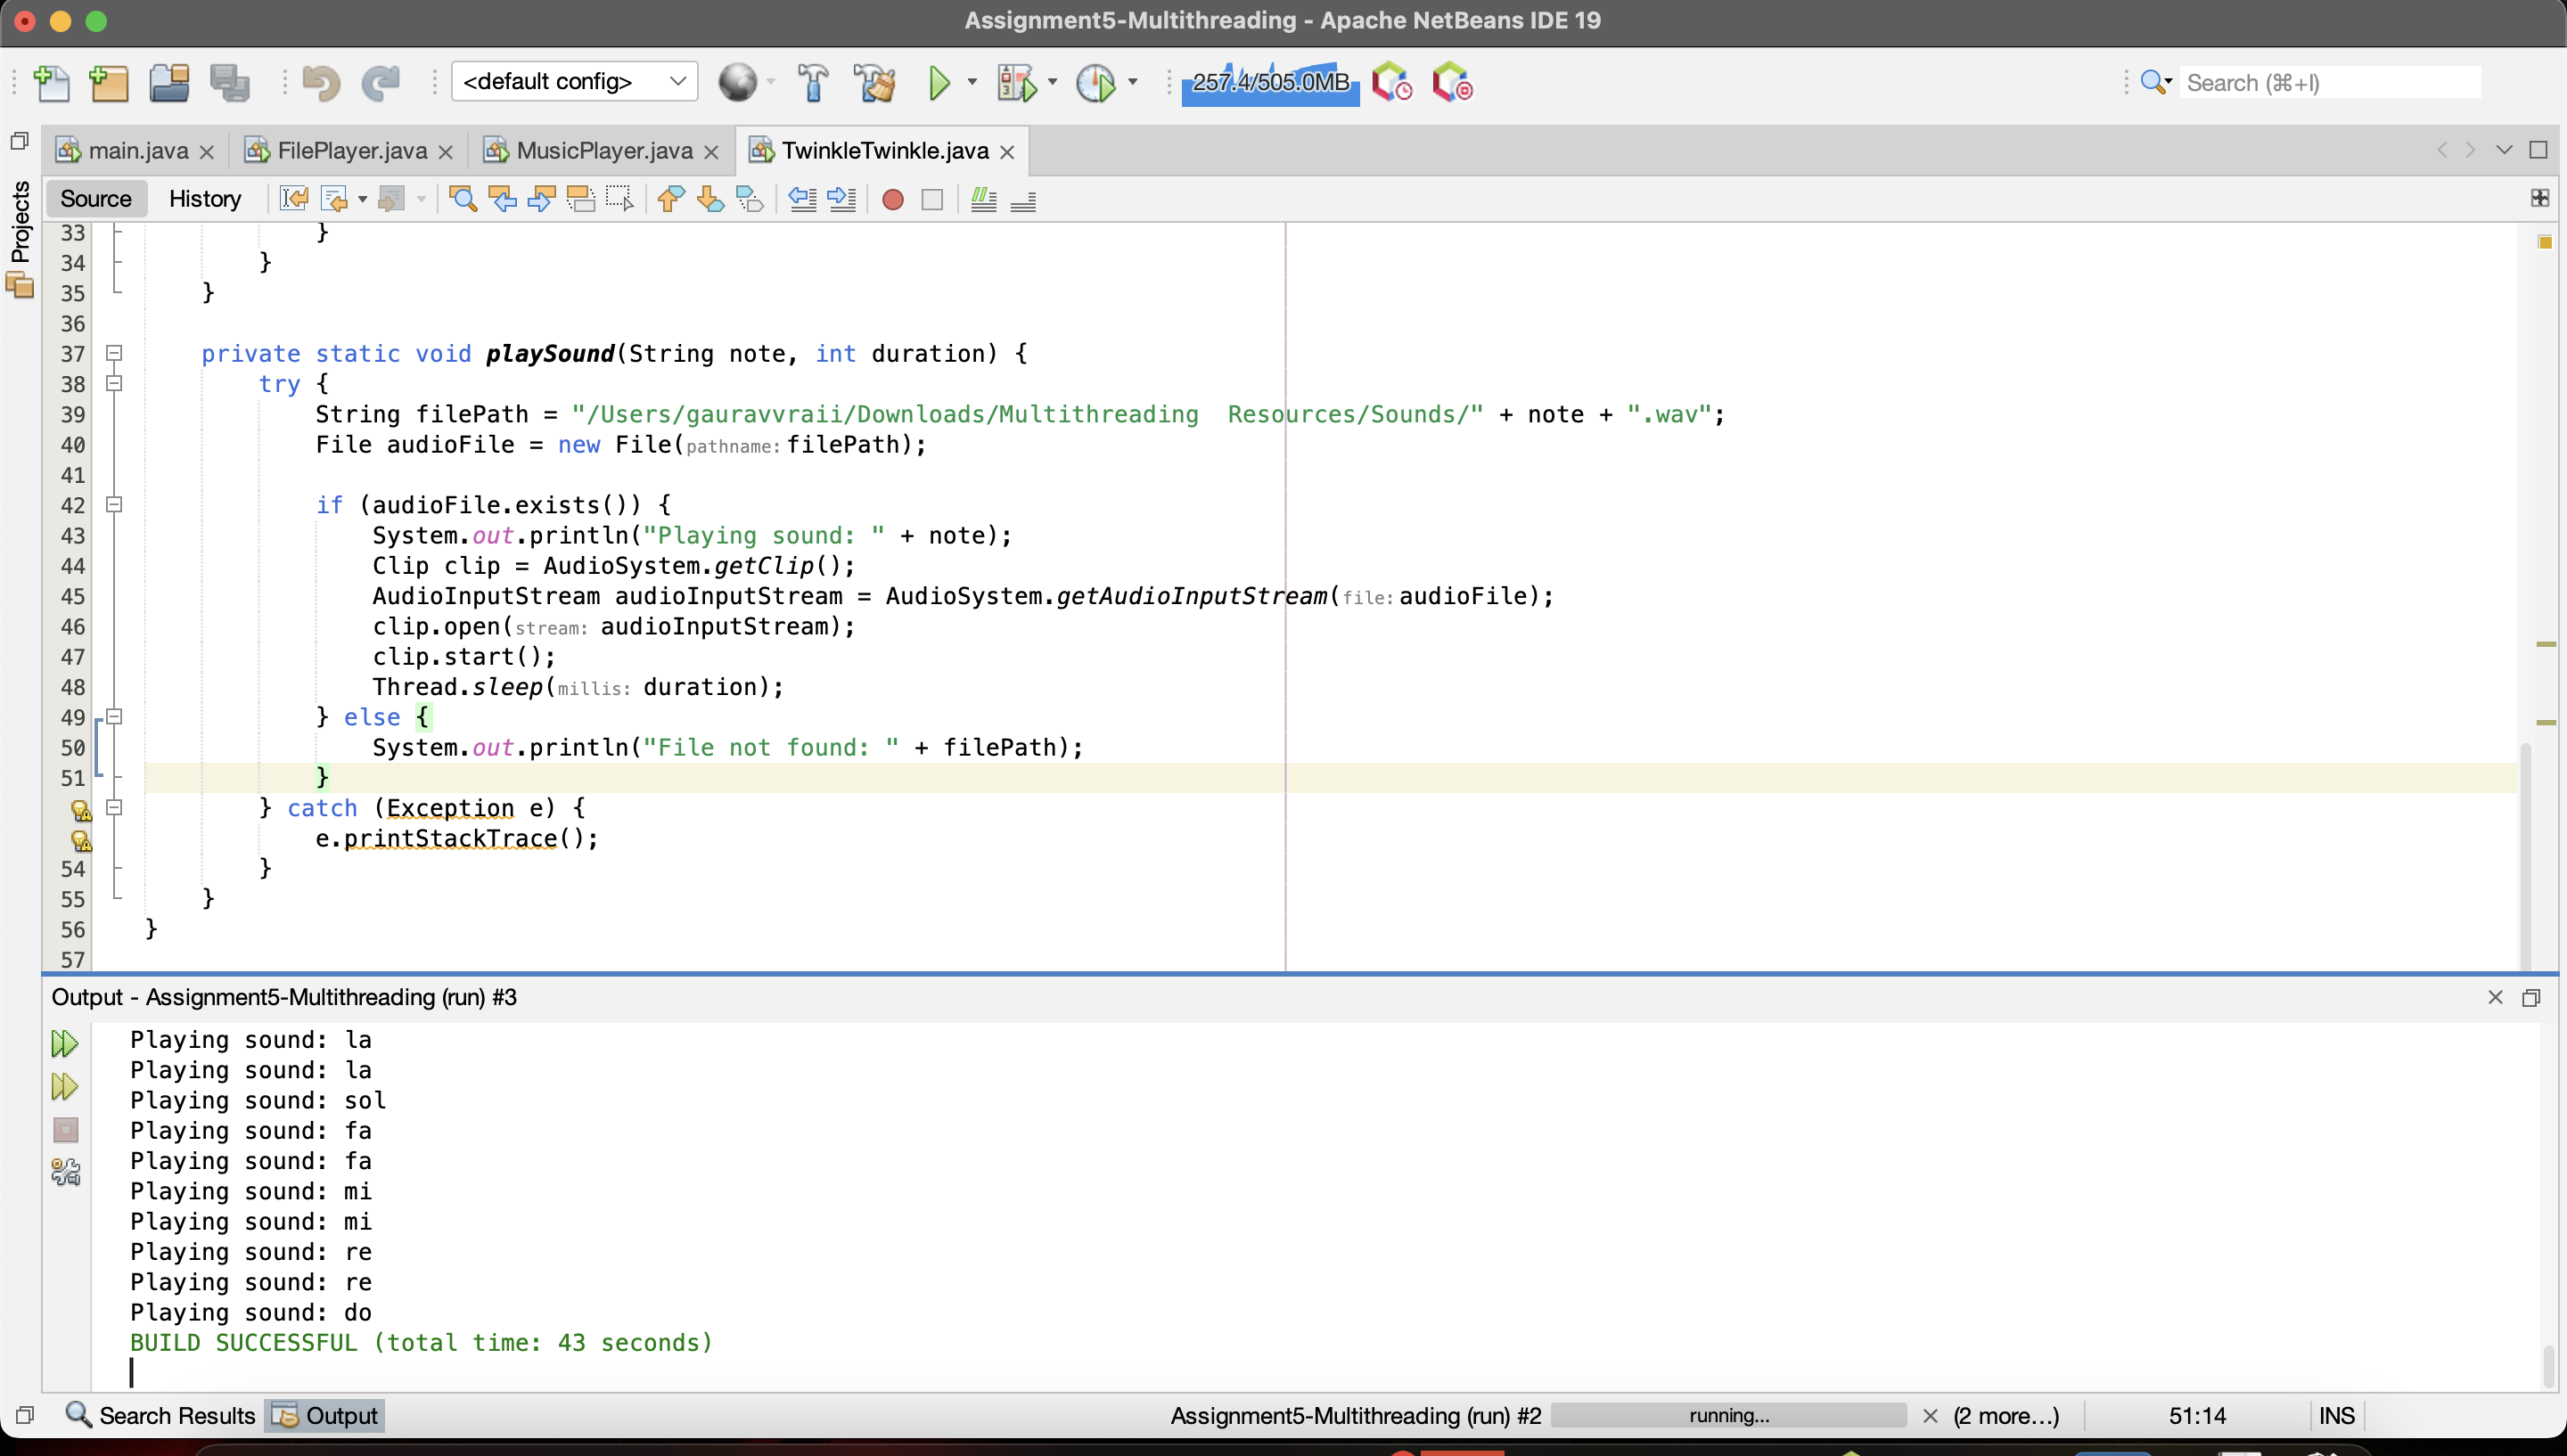 Assignment5-Multithreading - Apache NetBeans IDE 19
<default config>
257.4/505.0MB
Search (⌘+I)
main.java
FilePlayer.java
MusicPlayer.java
TwinkleTwinkle.java
Projects
Source
History
33 }
34 }
35 }
36
37 private static void playSound(String note, int duration) {
38 try {
39 String filePath = "/Users/gauravvraii/Downloads/Multithreading  Resources/Sounds/" + note + ".wav";
40 File audioFile = new File(pathname: filePath);
41
42 if (audioFile.exists()) {
43 System.out.println("Playing sound: " + note);
44 Clip clip = AudioSystem.getClip();
45 AudioInputStream audioInputStream = AudioSystem.getAudioInputStream(file: audioFile);
46 clip.open(stream: audioInputStream);
47 clip.start();
48 Thread.sleep(millis: duration);
49 } else {
50 System.out.println("File not found: " + filePath);
51 }
} catch (Exception e) {
e.printStackTrace();
54 }
55 }
56 }
57
Output - Assignment5-Multithreading (run) #3
Playing sound: la
Playing sound: la
Playing sound: sol
Playing sound: fa
Playing sound: fa
Playing sound: mi
Playing sound: mi
Playing sound: re
Playing sound: re
Playing sound: do
BUILD SUCCESSFUL (total time: 43 seconds)
Search Results
Output
Assignment5-Multithreading (run) #2
running...
(2 more...)
51:14
INS